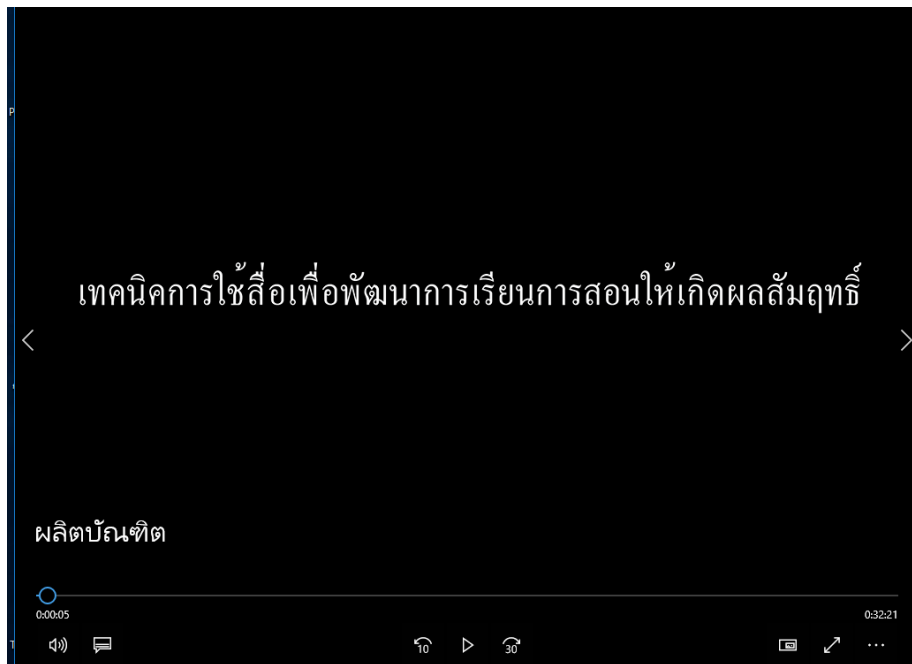 P
เทคนิคการใช้สื่อเพื่อพัฒนาการเรียนการสอนให้เกิดผลสัมฤทธิ์
ผลิตบัณฑิต
0:00:05
0:32:21
10
30
T